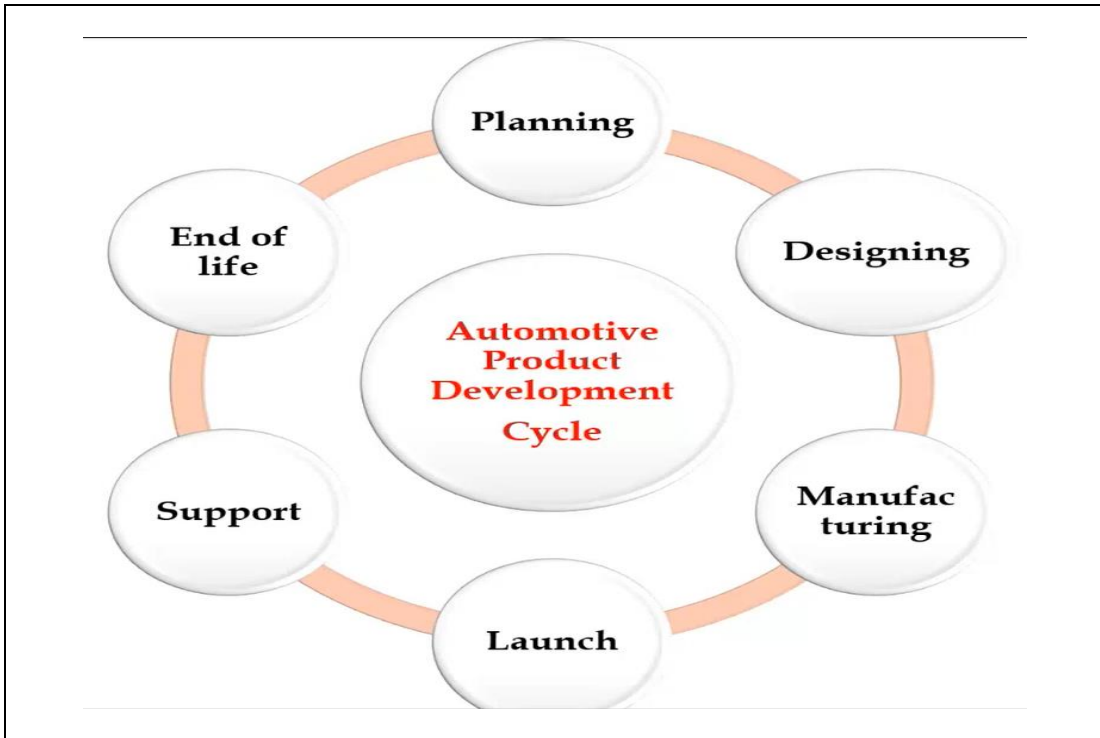 Planning
Designing
Manufac
turing
Launch
Support
End of
life
Automotive
Product
Development
Cycle